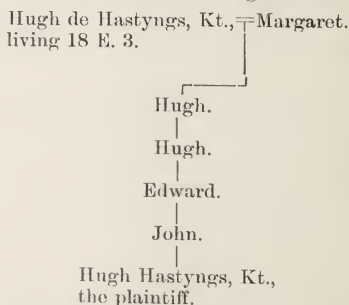 Hugh de Hastyngs, Kt.,=Margaret.
living 18 E. 3.
Hugh.
Hugh.
Edward.
John.
Hugh Hastyngs, Kt.,
the plaintiff.